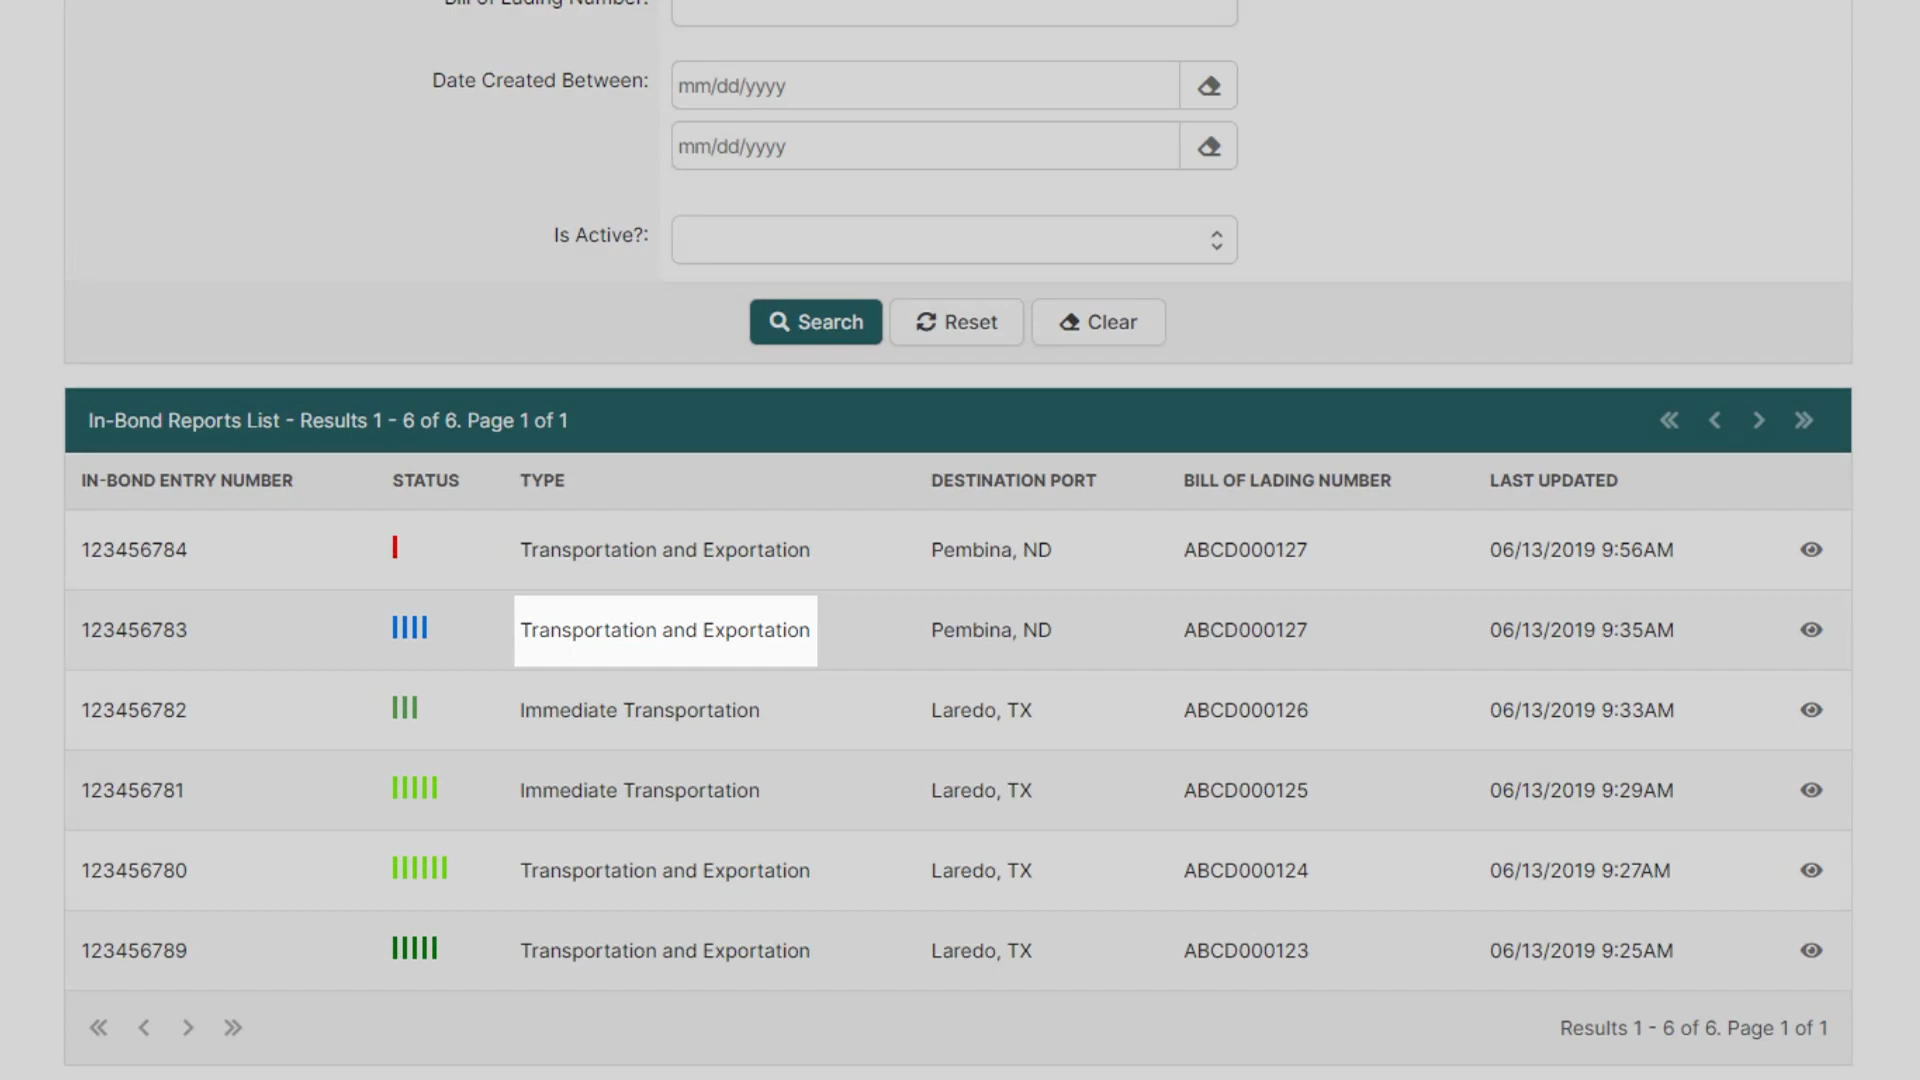 Bill of Lading Number:
Date Created Between: mm/dd/yyyy
mm/dd/yyyy
Is Active?:
Search Reset Clear
In-Bond Reports List - Results 1 - 6 of 6. Page 1 of 1
IN-BOND ENTRY NUMBER STATUS TYPE DESTINATION PORT BILL OF LADING NUMBER LAST UPDATED
123456784 Transportation and Exportation Pembina, ND ABCD000127 06/13/2019 9:56AM
123456783 Transportation and Exportation Pembina, ND ABCD000127 06/13/2019 9:35AM
123456782 Immediate Transportation Laredo, TX ABCD000126 06/13/2019 9:33AM
123456781 Immediate Transportation Laredo, TX ABCD000125 06/13/2019 9:29AM
123456780 Transportation and Exportation Laredo, TX ABCD000124 06/13/2019 9:27AM
123456789 Transportation and Exportation Laredo, TX ABCD000123 06/13/2019 9:25AM
Results 1 - 6 of 6. Page 1 of 1